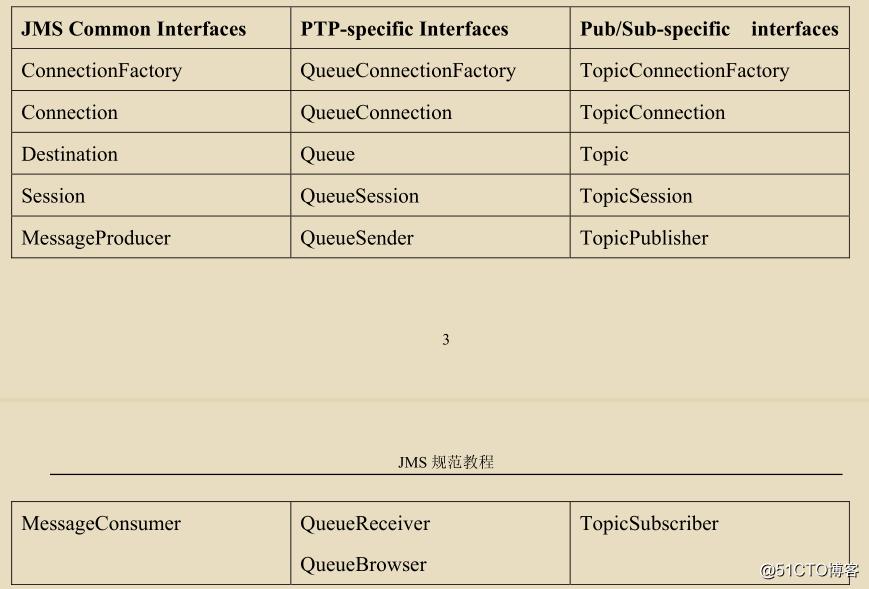 JMS Common Interfaces PTP-specific Interfaces Pub/Sub-specific interfaces
ConnectionFactory QueueConnectionFactory TopicConnectionFactory
Connection QueueConnection TopicConnection
Destination Queue Topic
Session QueueSession TopicSession
MessageProducer QueueSender TopicPublisher
3
JMS 规范教程
MessageConsumer QueueReceiver TopicSubscriber
QueueBrowser
@51CTO博客